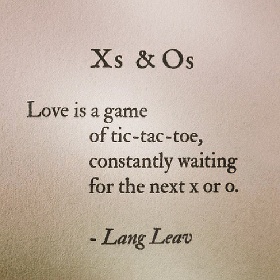 Xs & Os
Love is a game
of tic-tac-toe,
constantly waiting
for the next x or o.
- Lang Leav